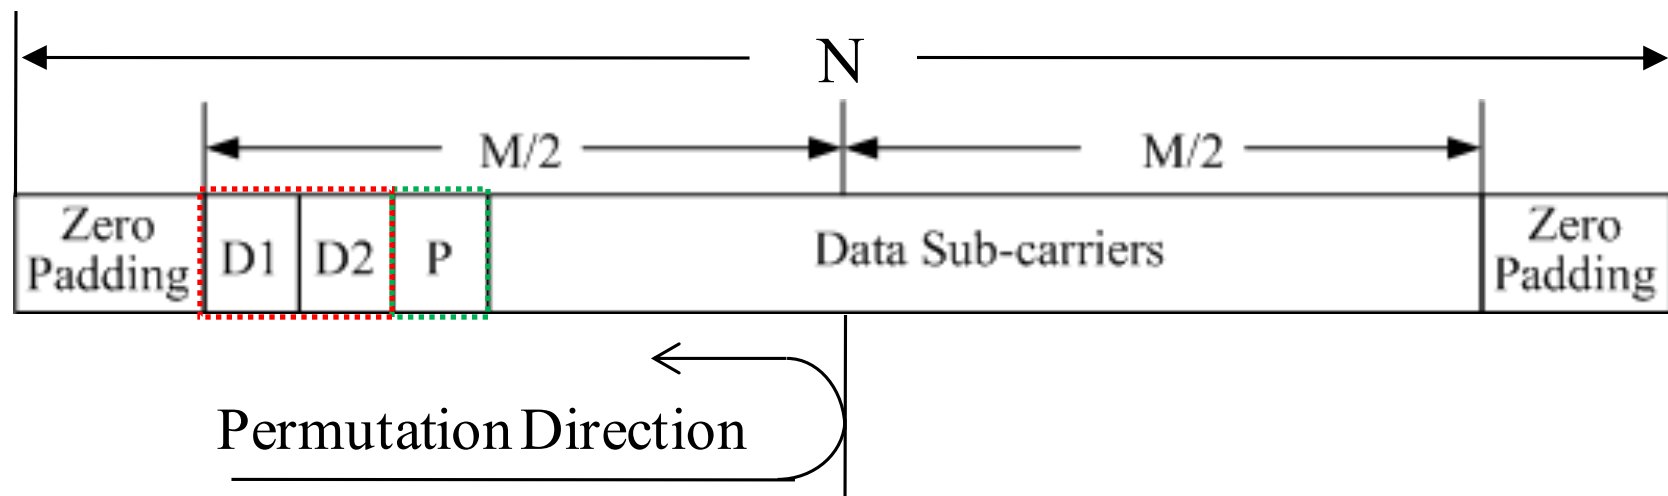 N
M/2
M/2
Zero
Padding
D1
D2
P
Data Sub-carriers
Zero
Padding
Permutation Direction